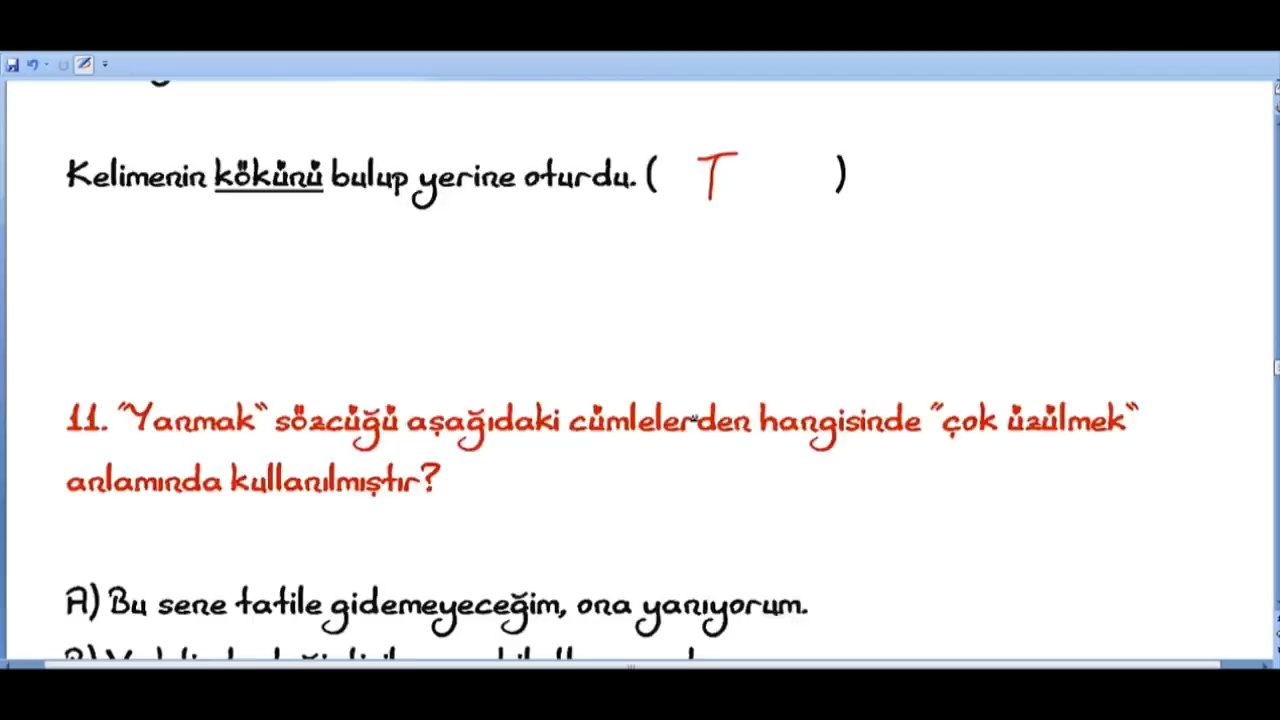 Kelimenin kökünü bulup yerine oturdu. ( T )
11. "Yanmak" sözcüğü aşağıdaki cümlelerden hangisinde "çok üzülmek"
anlamında kullanılmıştır?
A) Bu sene tatile gidemeyeceğim, ona yanıyorum.
B)